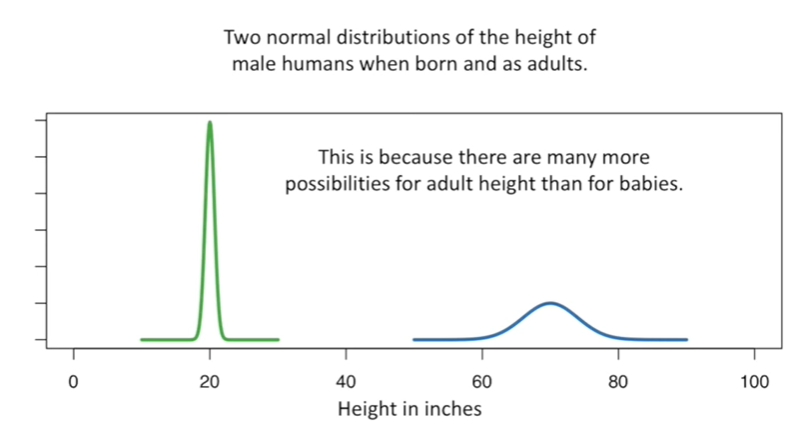 Two normal distributions of the height of
male humans when born and as adults.
This is because there are many more
possibilities for adult height than for babies.
0 20 40 60 80 100
Height in inches